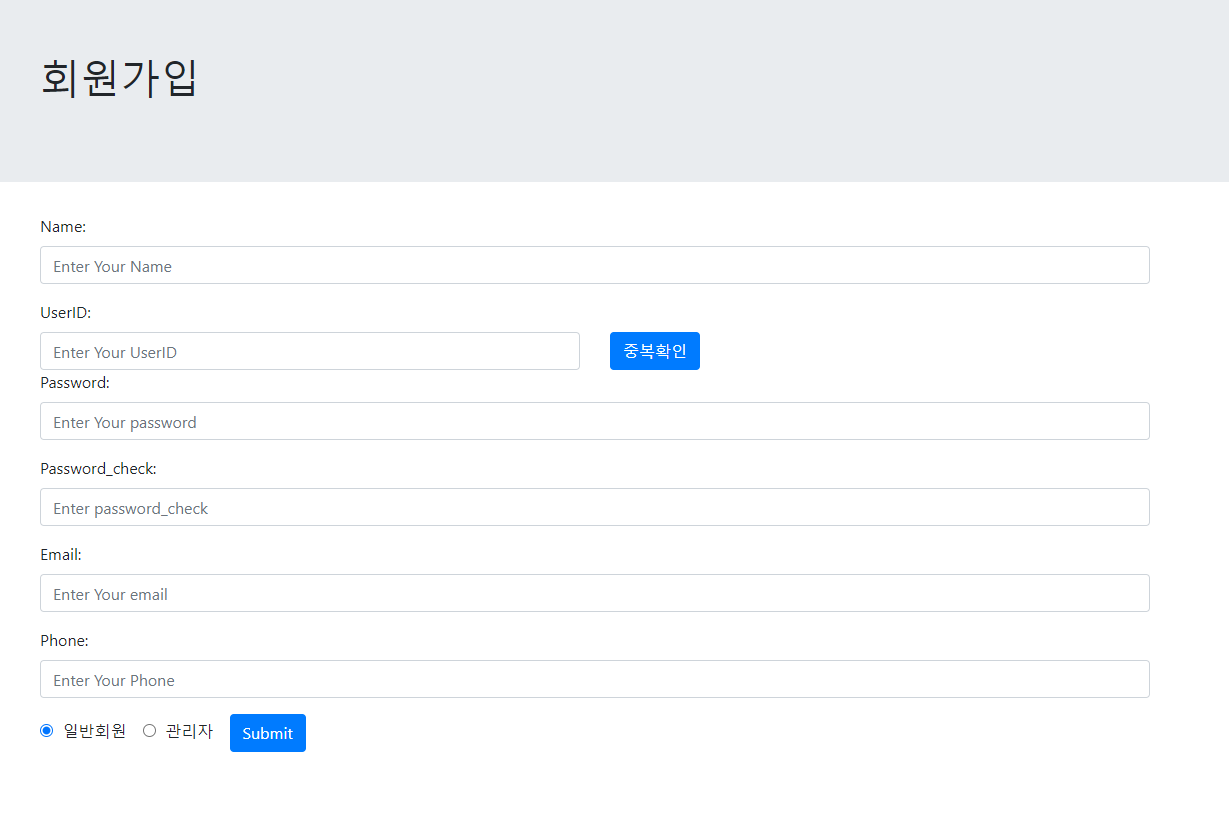 회원가입
Name:
Enter Your Name
UserID:
Enter Your UserID 중복확인
Password:
Enter Your password
Password_check:
Enter password_check
Email:
Enter Your email
Phone:
Enter Your Phone
일반회원 관리자 Submit